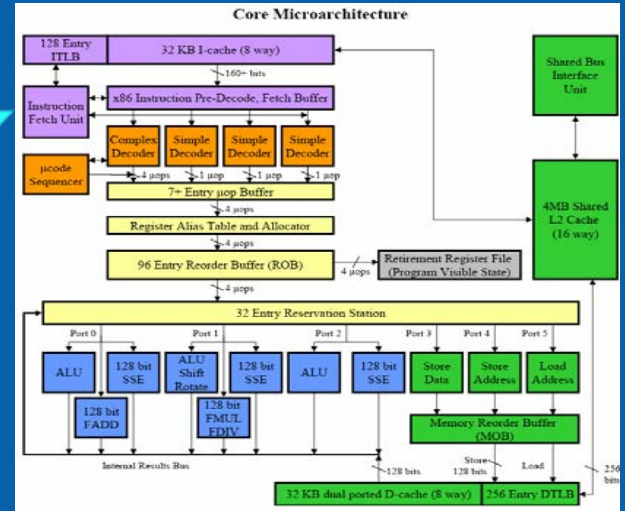 Core Microarchitecture
128 Entry
ITLB
32 KB I-cache (8 way)
Shared Bus
Interface
Unit
160+ bits
Instruction
Fetch Unit
x86 Instruction Pre-Decode, Fetch Buffer
Complex
Decoder
Simple
Decoder
Simple
Decoder
Simple
Decoder
µcode
Sequencer
4 µops
1 µop
1 µop
1 µop
7+ Entry µop Buffer
4 µops
4MB Shared
L2 Cache
(16 way)
Register Alias Table and Allocator
4 µops
96 Entry Reorder Buffer (ROB)
4 µops
Retirement Register File
(Program Visible State)
4 µops
32 Entry Reservation Station
Port 0
Port 1
Port 2
Port 3
Port 4
Port 5
ALU
128 bit
SSE
ALU
Shift
Rotate
128 bit
SSE
ALU
128 bit
SSE
Store
Data
Store
Address
Load
Address
128 bit
FADD
128 bit
FMUL
FDIV
Memory Reorder Buffer
(MOB)
Internal Results Bus
128 bits
Store
128 bits
Load
256
bits
32 KB dual ported D-cache (8 way)
256 Entry DTLB